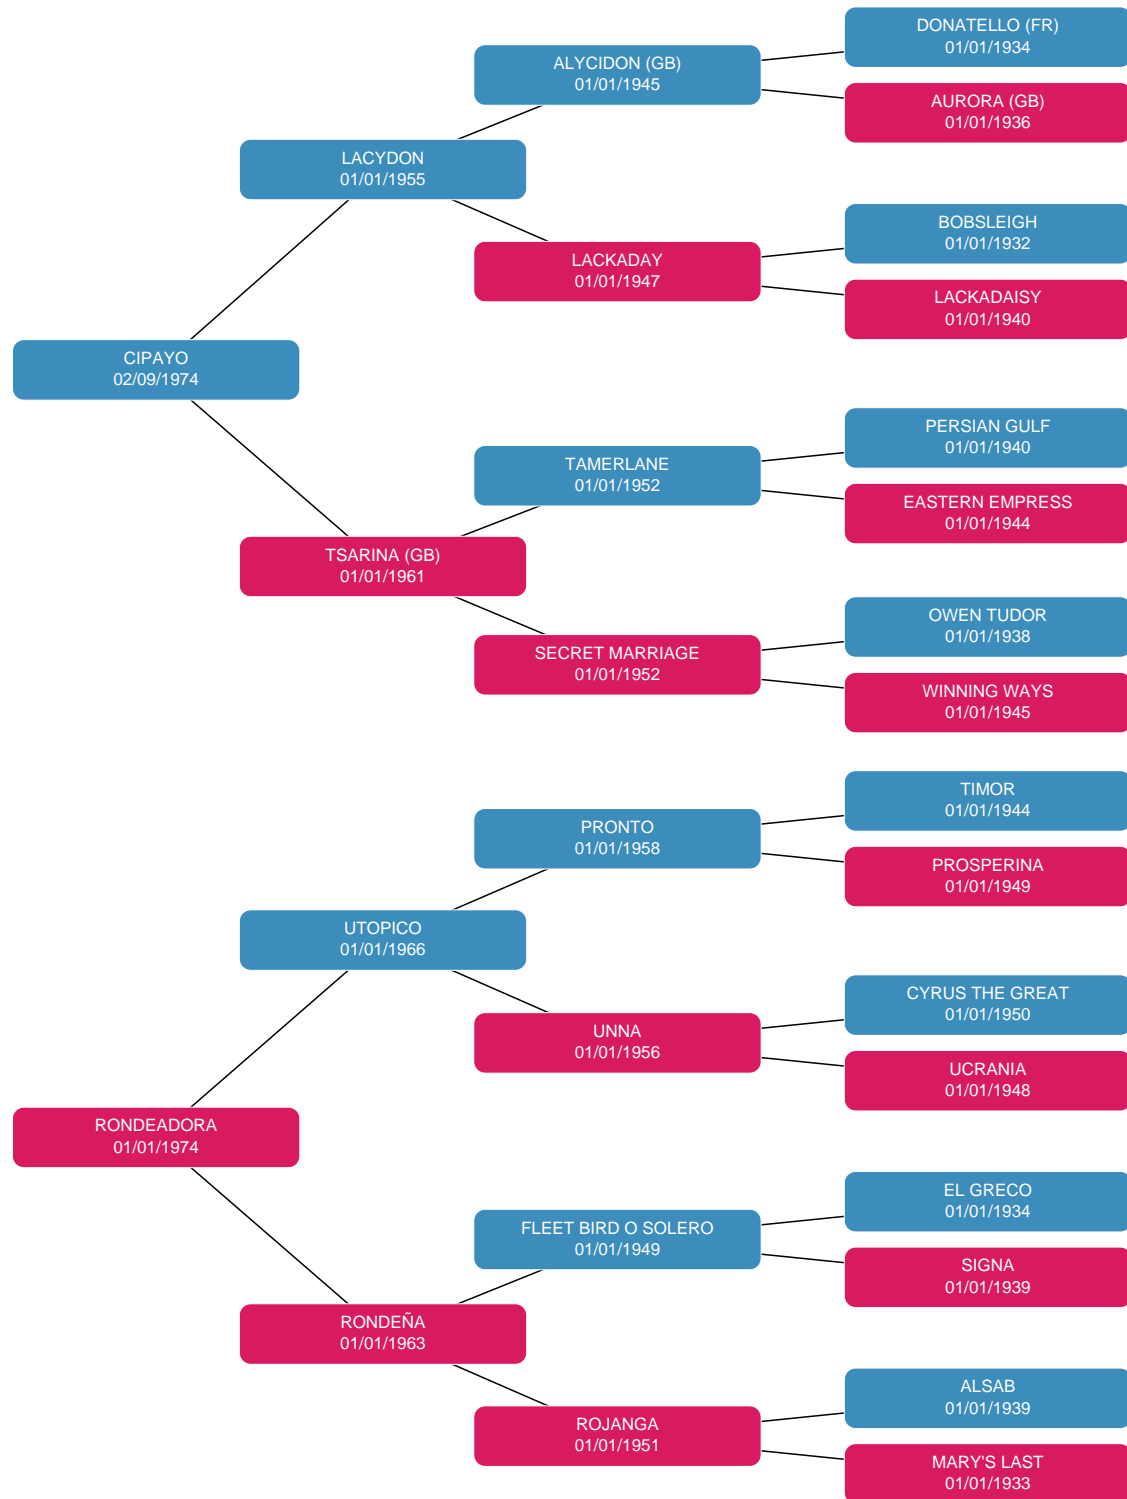 DONATELLO (FR)
01/01/1934
ALYCIDON (GB)
01/01/1945
AURORA (GB)
01/01/1936
LACYDON
01/01/1955
BOBSLEIGH
01/01/1932
LACKADAY
01/01/1947
LACKADAISY
01/01/1940
CIPAYO
02/09/1974
PERSIAN GULF
01/01/1940
TAMERLANE
01/01/1952
EASTERN EMPRESS
01/01/1944
TSARINA (GB)
01/01/1961
OWEN TUDOR
01/01/1938
SECRET MARRIAGE
01/01/1952
WINNING WAYS
01/01/1945
TIMOR
01/01/1944
PRONTO
01/01/1958
PROSPERINA
01/01/1949
UTOPICO
01/01/1966
CYRUS THE GREAT
01/01/1950
UNNA
01/01/1956
UCRANIA
01/01/1948
RONDEADORA
01/01/1974
EL GRECO
01/01/1934
FLEET BIRD O SOLERO
01/01/1949
SIGNA
01/01/1939
RONDEÑA
01/01/1963
ALSAB
01/01/1939
ROJANGA
01/01/1951
MARY'S LAST
01/01/1933